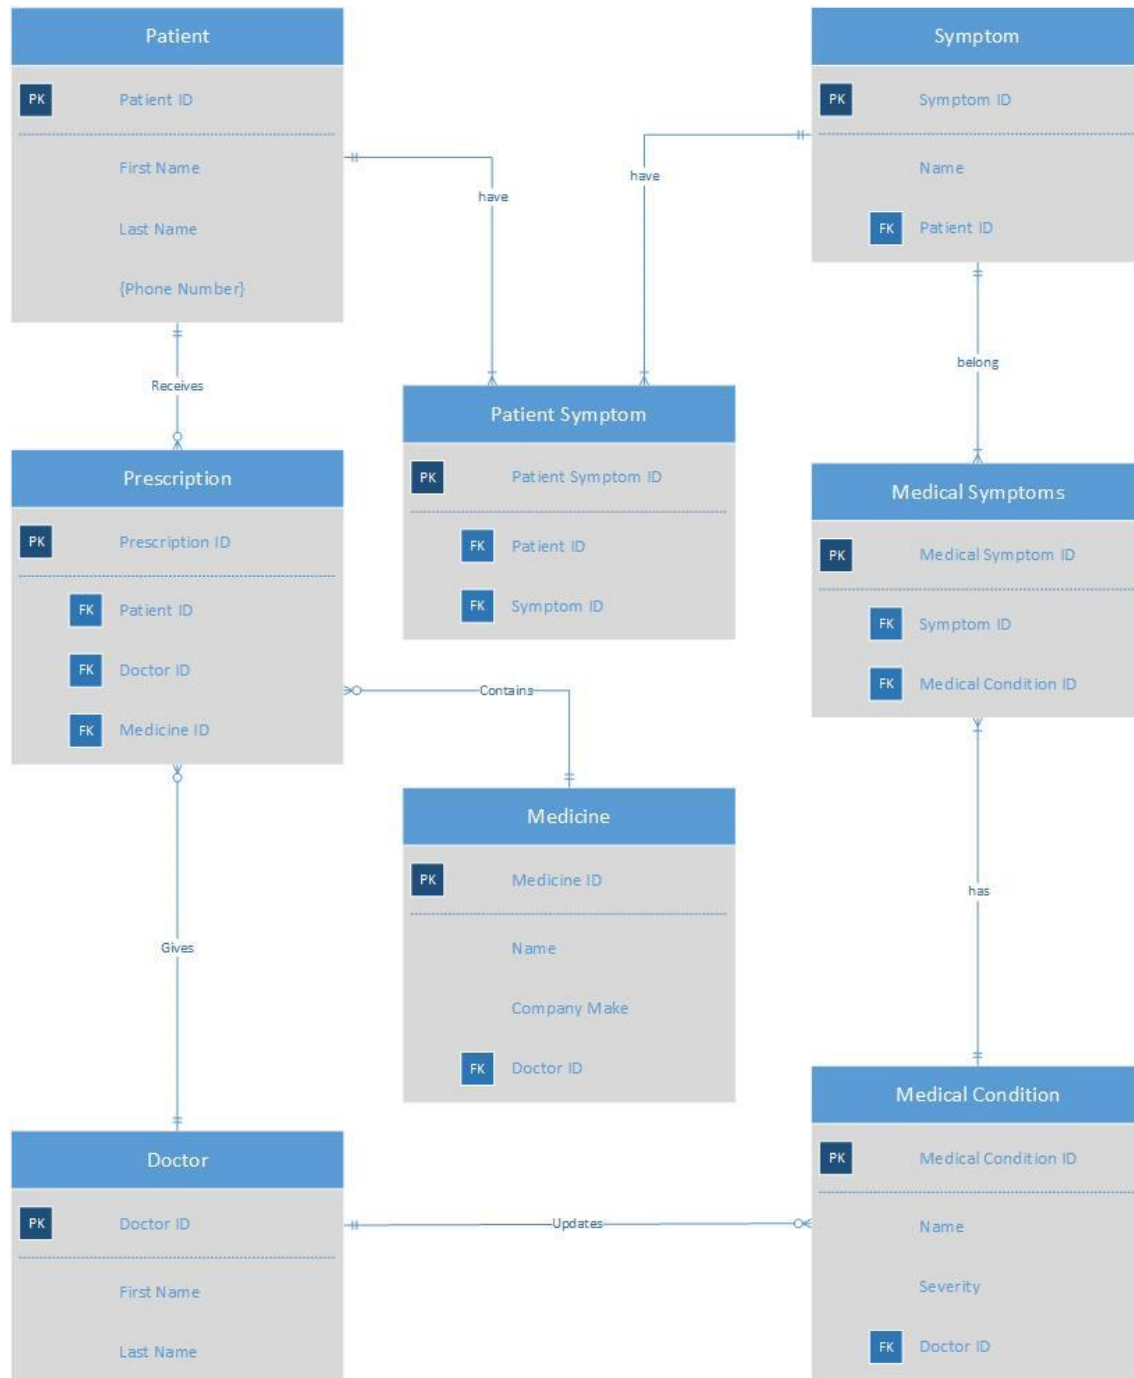 Patient
PK Patient ID
First Name
Last Name
{Phone Number}
Symptom
PK Symptom ID
Name
FK Patient ID
have
have
belong
Receives
Patient Symptom
PK Patient Symptom ID
FK Patient ID
FK Symptom ID
Prescription
PK Prescription ID
FK Patient ID
FK Doctor iD
FK Medicine ID
Medical Symptoms
PK Medical Symptom ID
FK Symptom ID
FK Medical Condition ID
Contains
Medicine
PK Medicine ID
Name
Company Make
FK Doctor ID
has
Gives
Doctor
PK Doctor ID
First Name
Last Name
Updates
Medical Condition
PK Medical Condition ID
Name
Severity
FK Doctor ID